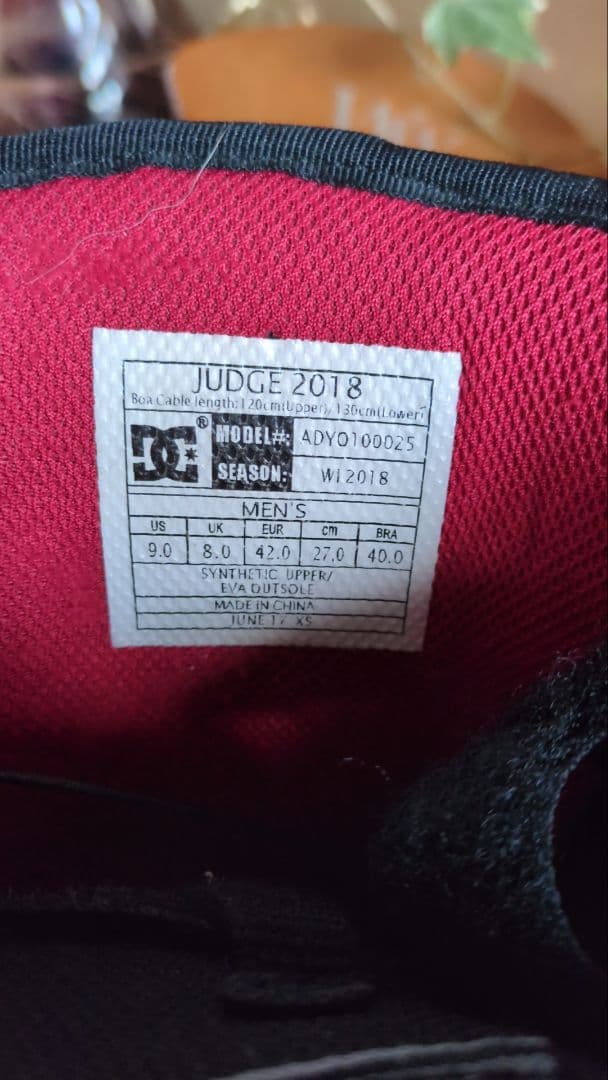 JUDGE 2018
Boa Cable length:120cm(Upper)/130cm(Lower)
DC ® MODEL#: ADYO100025
SEASON: WI2018
MEN'S
US UK EUR cm BRA
9.0 8.0 42.0 27.0 40.0
SYNTHETIC UPPER/
EVA OUTSOLE
MADE IN CHINA
JUNE 17 XS